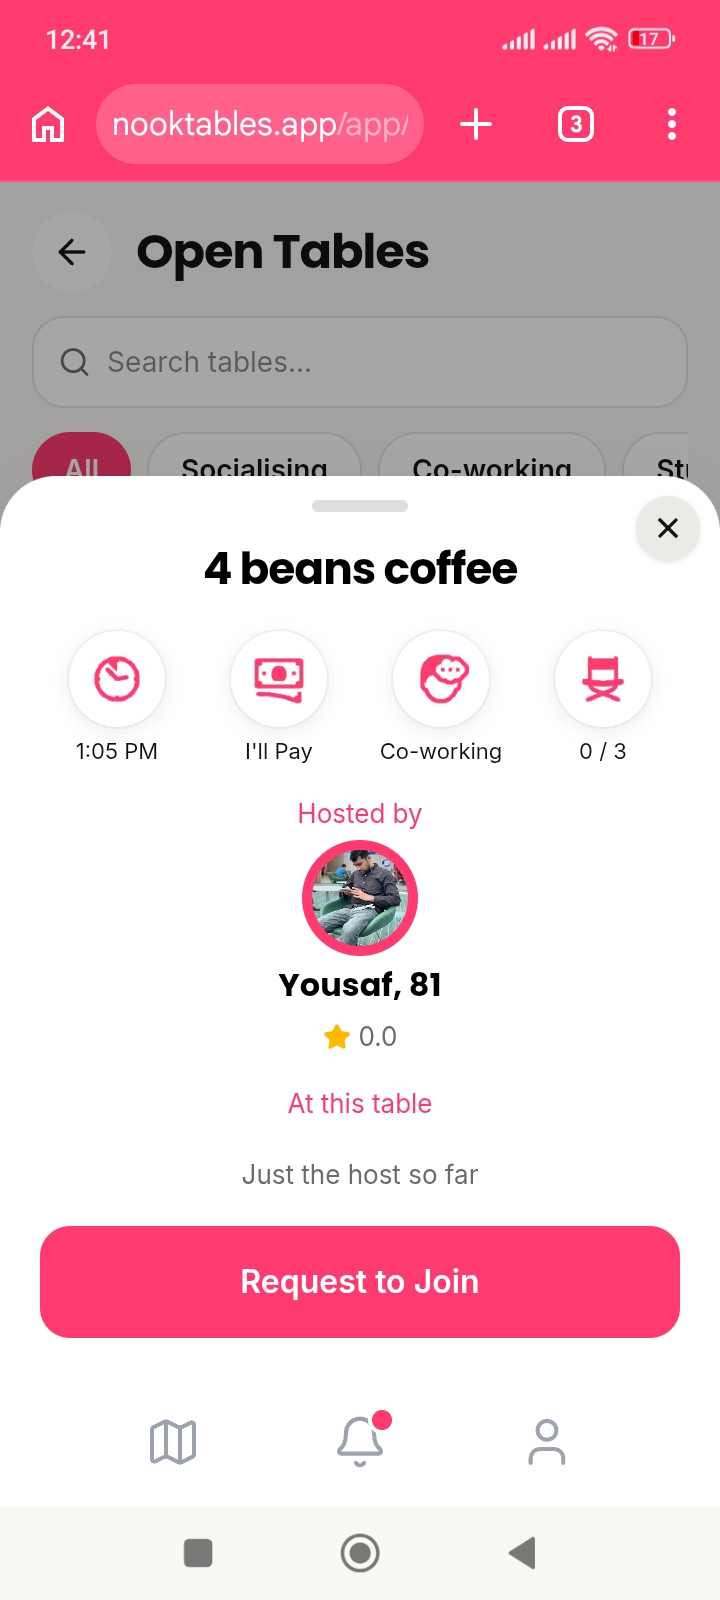 12:41
17
nooktables.app/app/
3
Open Tables
Search tables...
All
Socialising
Co-working
4 beans coffee
1:05 PM
I'll Pay
Co-working
0 / 3
Hosted by
Yousaf, 81
0.0
At this table
Just the host so far
Request to Join